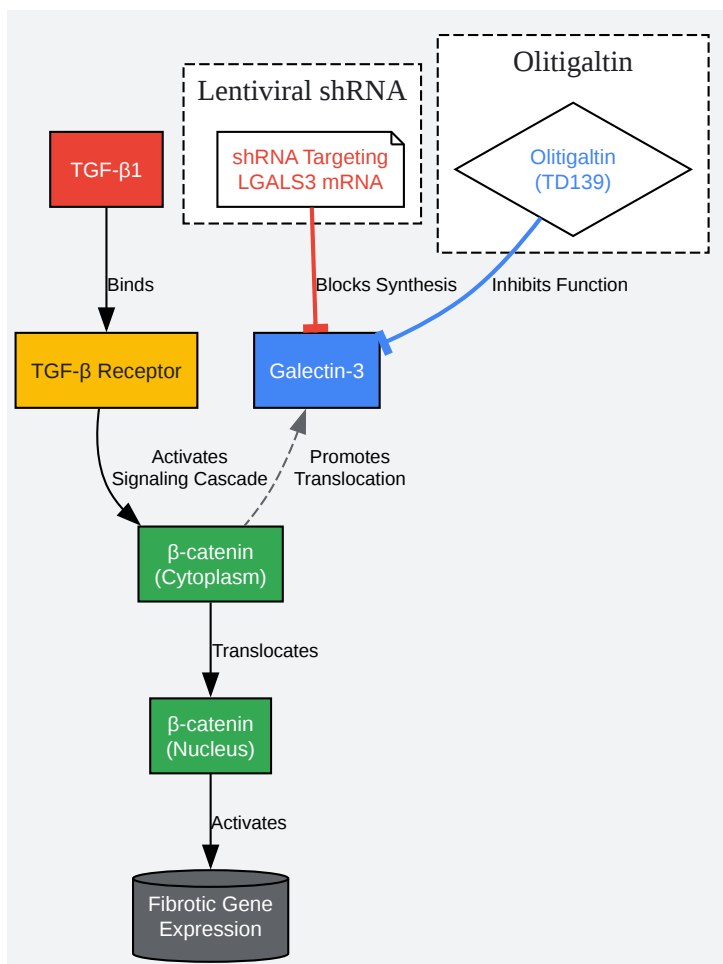 Olitigaltin
Lentiviral shRNA
TGF-β1
shRNA Targeting
LGALS3 mRNA
Olitigaltin
(TD139)
Binds
Blocks Synthesis
Inhibits Function
TGF-β Receptor
Galectin-3
Activates
Signaling Cascade
Promotes
Translocation
β-catenin
(Cytoplasm)
Translocates
β-catenin
(Nucleus)
Activates
Fibrotic Gene
Expression